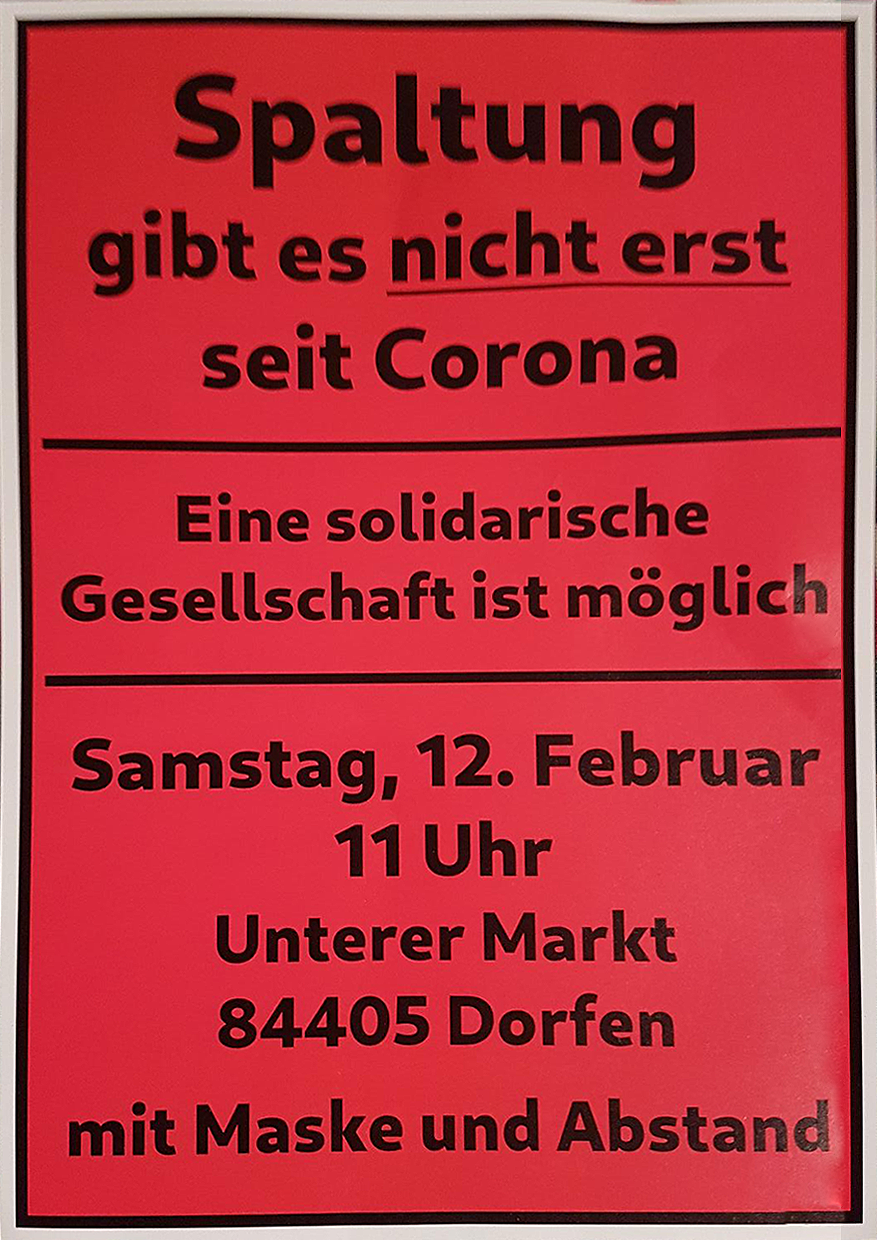 Spaltung
gibt es nicht erst
seit Corona
Eine solidarische
Gesellschaft ist möglich
Samstag, 12. Februar
11 Uhr
Unterer Markt
84405 Dorfen
mit Maske und Abstand